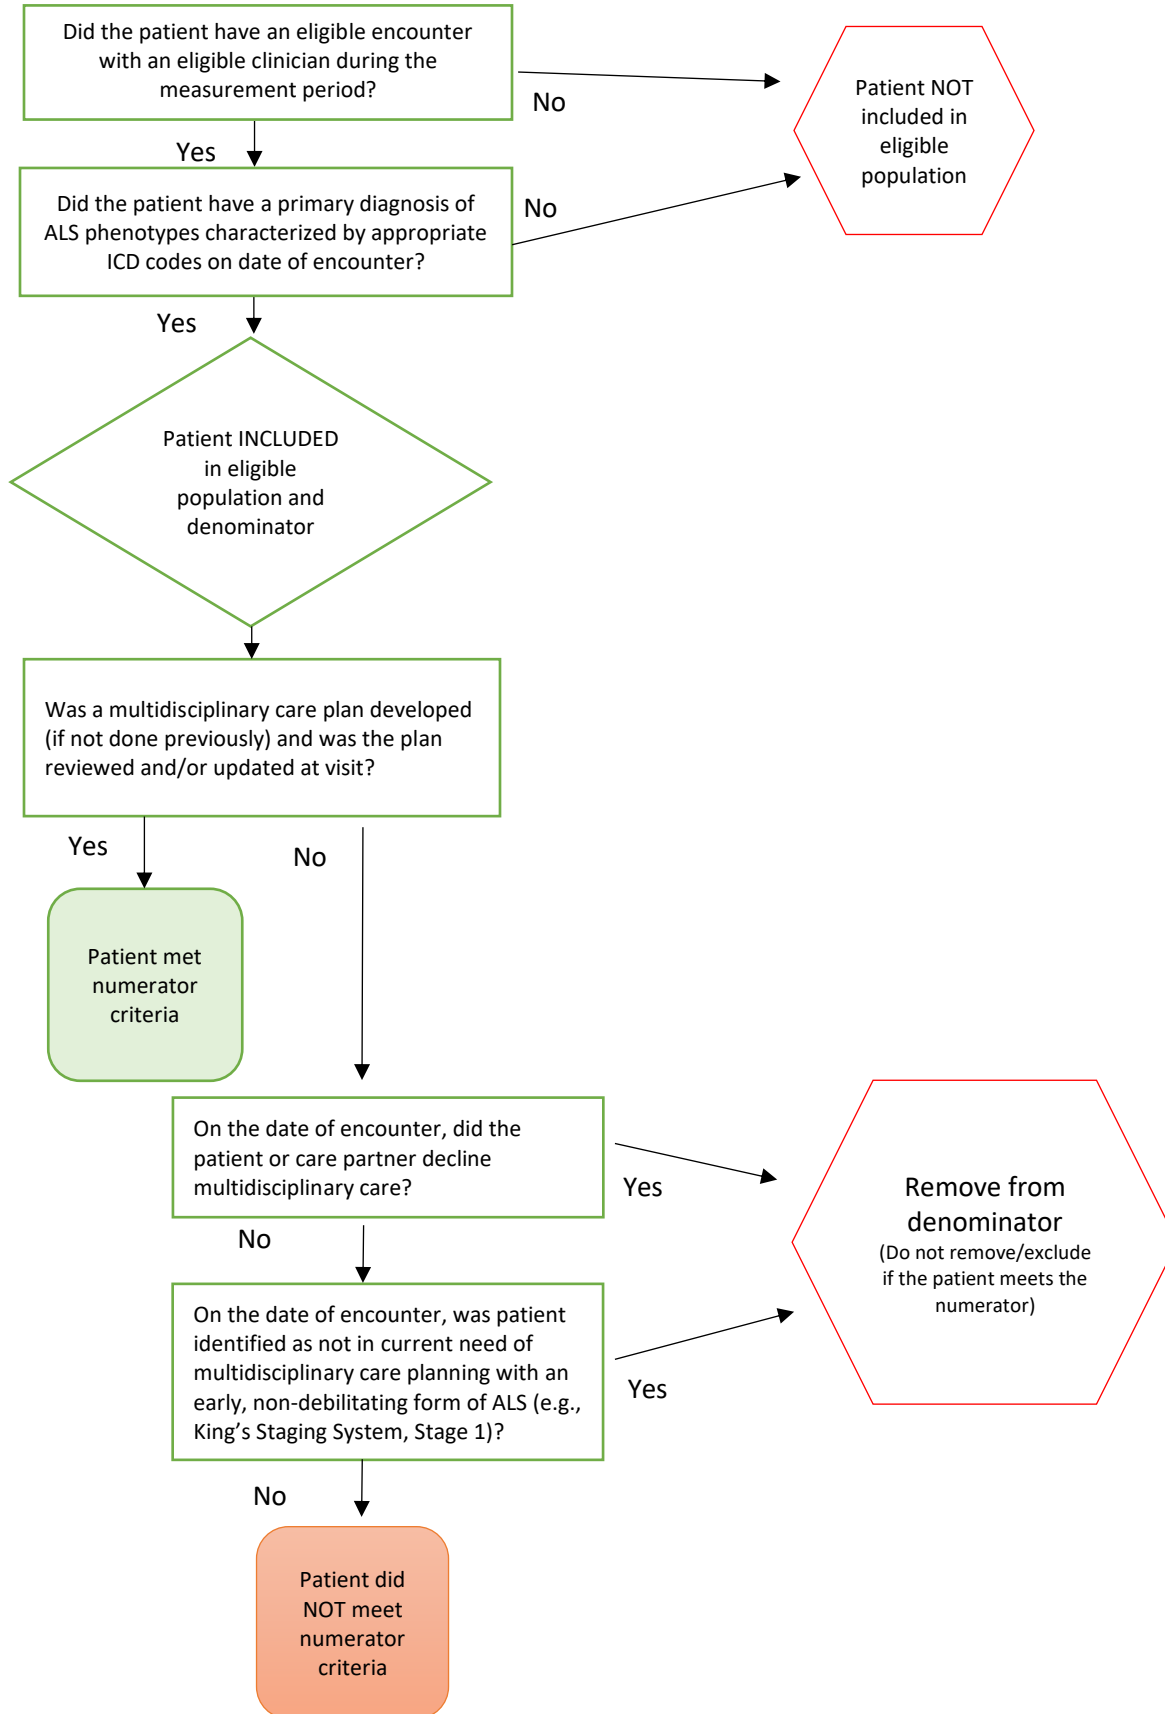 Did the patient have an eligible encounter
with an eligible clinician during the
measurement period?
No
Patient NOT
included in
eligible
population
Yes
Did the patient have a primary diagnosis of
ALS phenotypes characterized by appropriate
ICD codes on date of encounter?
No
Yes
Patient INCLUDED
in eligible
population and
denominator
Was a multidisciplinary care plan developed
(if not done previously) and was the plan
reviewed and/or updated at visit?
Yes
No
Patient met
numerator
criteria
On the date of encounter, did the
patient or care partner decline
multidisciplinary care?
Yes
Remove from
denominator
(Do not remove/exclude
if the patient meets the
numerator)
No
On the date of encounter, was patient
identified as not in current need of
multidisciplinary care planning with an
early, non-debilitating form of ALS (e.g.,
King’s Staging System, Stage 1)?
Yes
No
Patient did
NOT meet
numerator
criteria